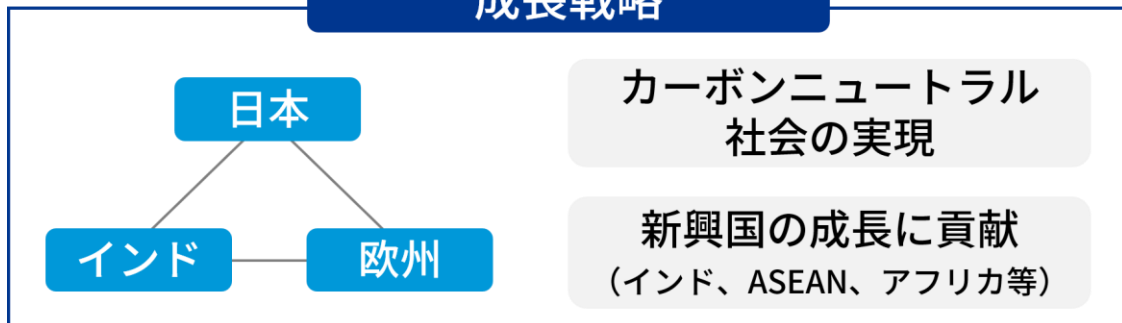 成長戦略
日本
インド
欧州
カーボンニュートラル
社会の実現
新興国の成長に貢献
（インド、ASEAN、アフリカ等）